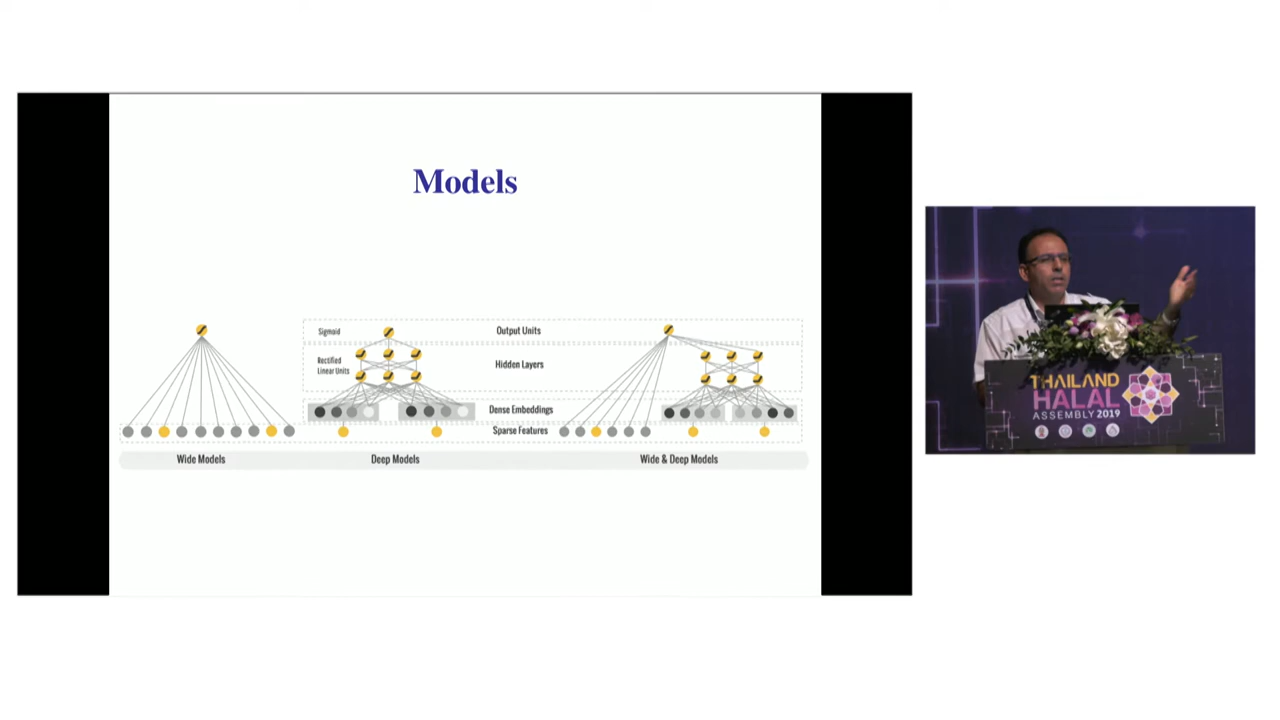 Models
Sigmoid
Output Units
Rectified
Linear Units
Hidden Layers
Dense Embeddings
Sparse Features
Wide Models
Deep Models
Wide & Deep Models
THAILAND
HALAL
ASSEMBLY 2019